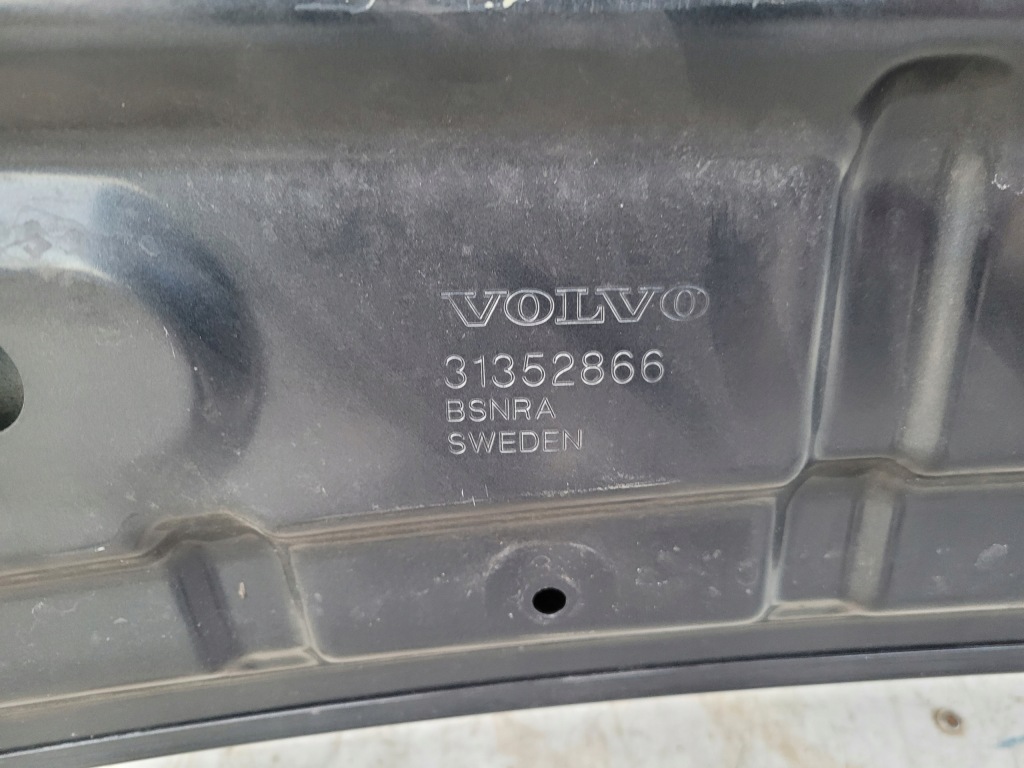 VOLVO
31352866
BSNRA
SWEDEN